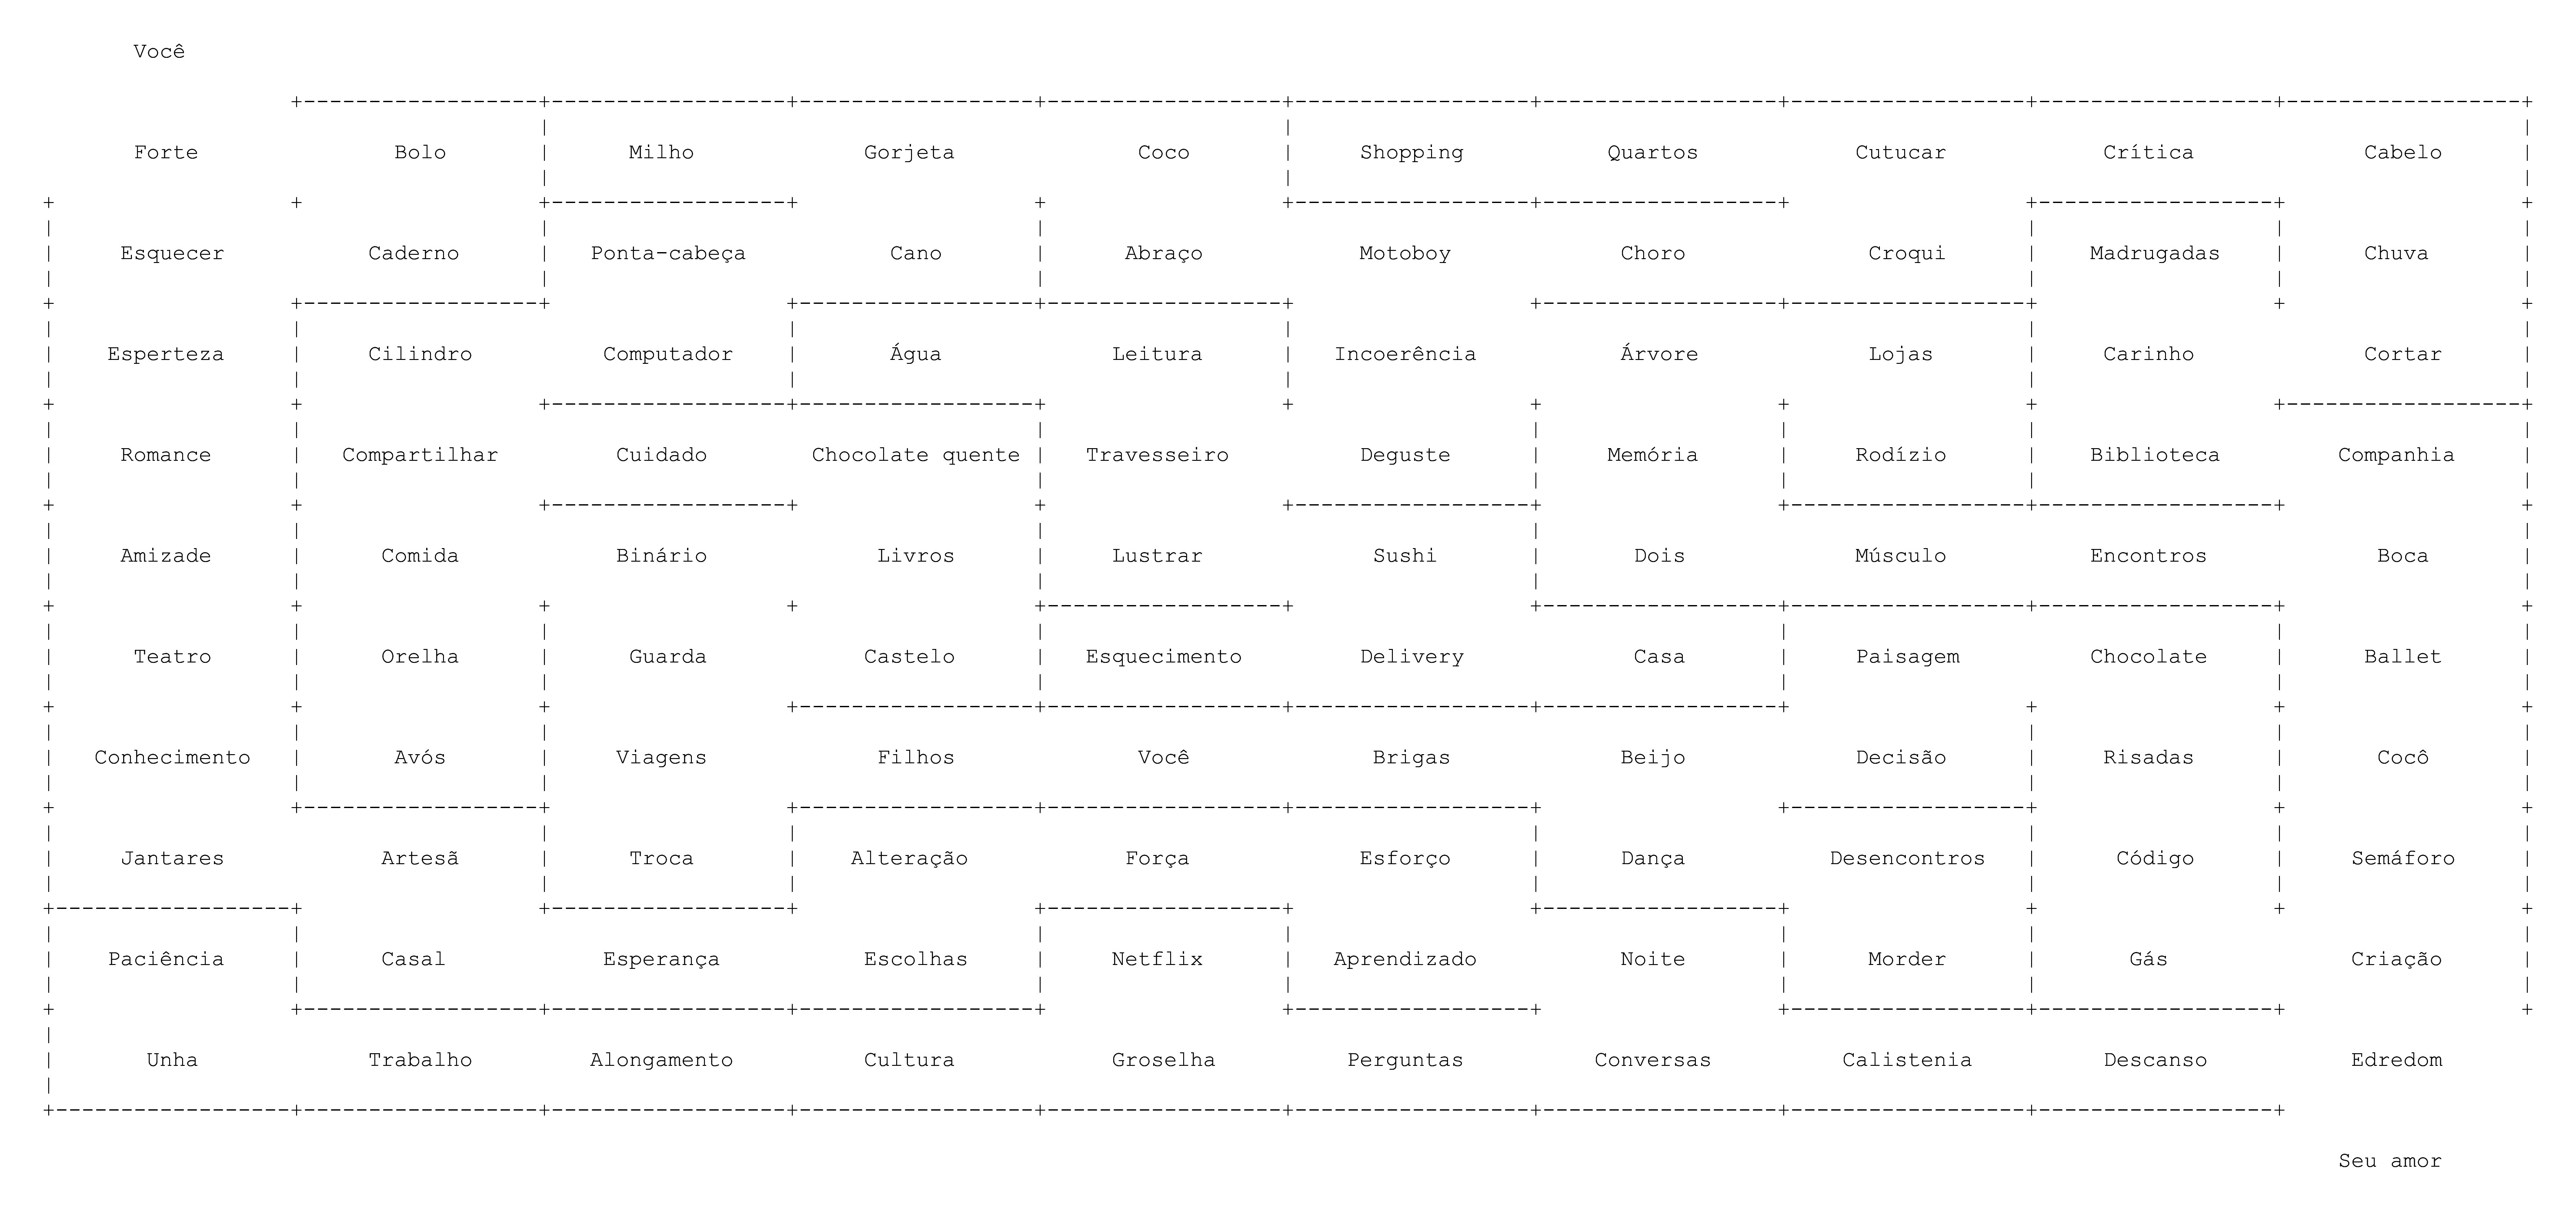 Você
Forte Bolo Milho Gorjeta Coco Shopping Quartos Cutucar Crítica Cabelo
Esquecer Caderno Ponta-cabeça Cano Abraço Motoboy Choro Croqui Madrugadas Chuva
Esperteza Cilindro Computador Água Leitura Incoerência Árvore Lojas Carinho Cortar
Romance Compartilhar Cuidado Chocolate quente Travesseiro Deguste Memória Rodízio Biblioteca Companhia
Amizade Comida Binário Livros Lustrar Sushi Dois Músculo Encontros Boca
Teatro Orelha Guarda Castelo Esquecimento Delivery Casa Paisagem Chocolate Ballet
Conhecimento Avós Viagens Filhos Você Brigas Beijo Decisão Risadas Cocô
Jantares Artesã Troca Alteração Força Esforço Dança Desencontros Código Semáforo
Paciência Casal Esperança Escolhas Netflix Aprendizado Noite Morder Gás Criação
Unha Trabalho Alongamento Cultura Groselha Perguntas Conversas Calistenia Descanso Edredom
Seu amor